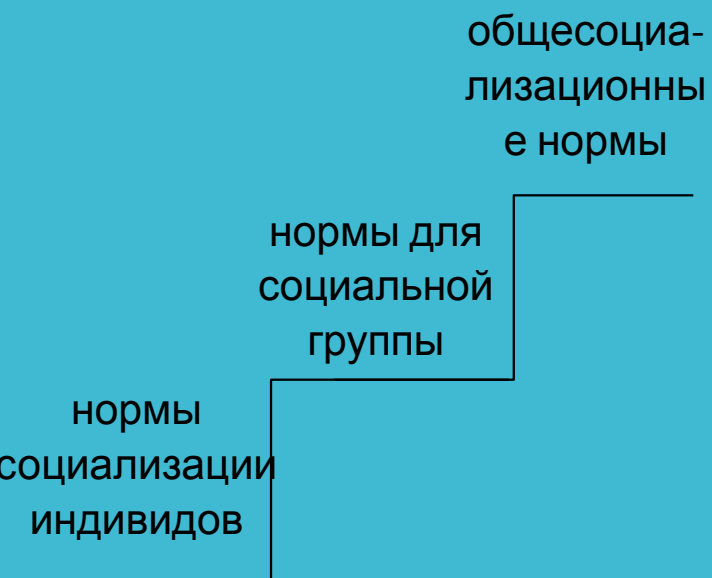 общесоциа-
лизационны
е нормы
нормы для
социальной
группы
нормы
социализации
индивидов